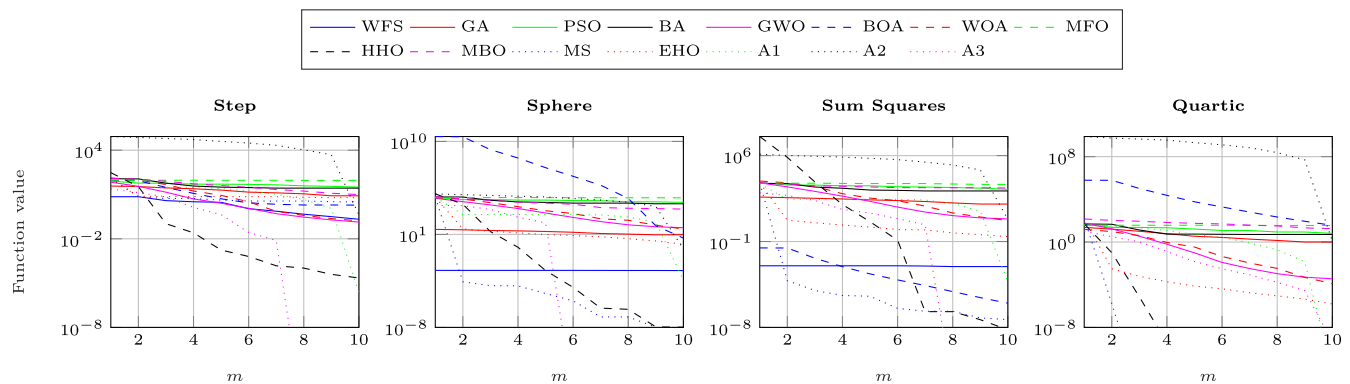 WFS GA PSO BA GWO BOA WOA MFO
HHO MBO MS EHO A1 A2 A3
Step Sphere Sum Squares Quartic
Function value
10^4
10^−2
10^−8
2 4 6 8 10
m
10^10
10^1
10^−8
2 4 6 8 10
m
10^6
10^−1
10^−8
2 4 6 8 10
m
10^8
10^0
10^−8
2 4 6 8 10
m